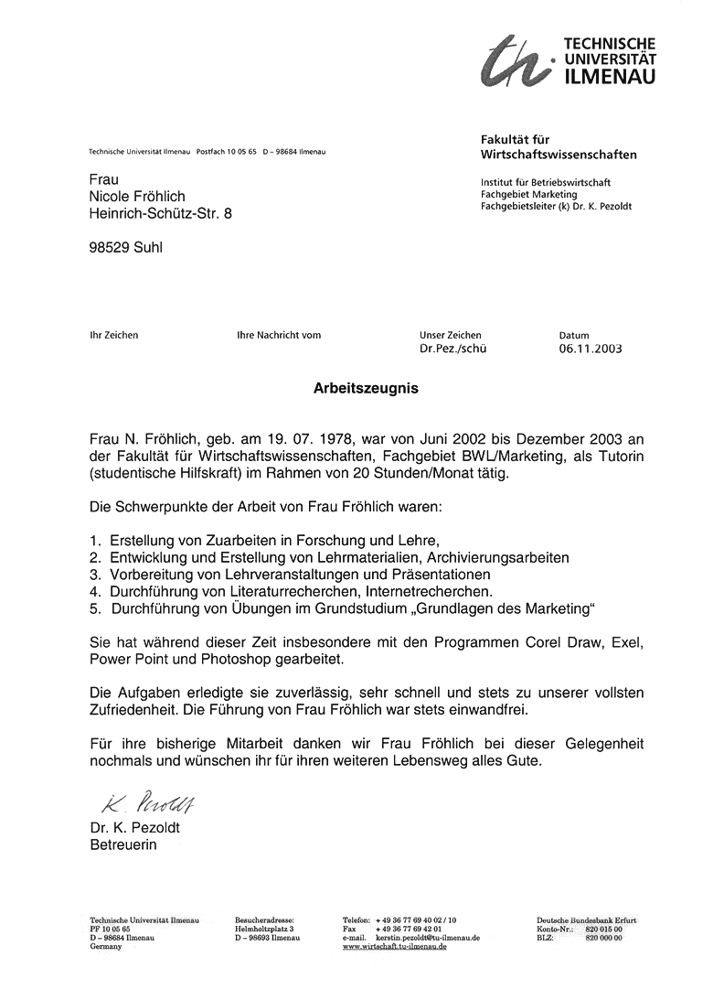 th.
TECHNISCHE
UNIVERSITÄT
ILMENAU
Fakultät für
Wirtschaftswissenschaften
Technische Universität Ilmenau Postfach 10 05 65 D – 98684 Ilmenau
Frau
Nicole Fröhlich
Heinrich-Schütz-Str. 8
98529 Suhl
Institut für Betriebswirtschaft
Fachgebiet Marketing
Fachgebietsleiter (k) Dr. K. Pezoldt
Ihr Zeichen Ihre Nachricht vom Unser Zeichen Datum
Dr.Pez./schü 06.11.2003
Arbeitszeugnis
Frau N. Fröhlich, geb. am 19. 07. 1978, war von Juni 2002 bis Dezember 2003 an
der Fakultät für Wirtschaftswissenschaften, Fachgebiet BWL/Marketing, als Tutorin
(studentische Hilfskraft) im Rahmen von 20 Stunden/Monat tätig.
Die Schwerpunkte der Arbeit von Frau Fröhlich waren:
1. Erstellung von Zuarbeiten in Forschung und Lehre,
2. Entwicklung und Erstellung von Lehrmaterialien, Archivierungsarbeiten
3. Vorbereitung von Lehrveranstaltungen und Präsentationen
4. Durchführung von Literaturrecherchen, Internetrecherchen.
5. Durchführung von Übungen im Grundstudium „Grundlagen des Marketing“
Sie hat während dieser Zeit insbesondere mit den Programmen Corel Draw, Exel,
Power Point und Photoshop gearbeitet.
Die Aufgaben erledigte sie zuverlässig, sehr schnell und stets zu unserer vollsten
Zufriedenheit. Die Führung von Frau Fröhlich war stets einwandfrei.
Für ihre bisherige Mitarbeit danken wir Frau Fröhlich bei dieser Gelegenheit
nochmals und wünschen ihr für ihren weiteren Lebensweg alles Gute.
K. Pezoldt
Dr. K. Pezoldt
Betreuerin
Technische Universität Ilmenau
PF 10 05 65
D – 98684 Ilmenau
Germany
Besucheradresse:
Helmholtzplatz 3
D – 98693 Ilmenau
Telefon: + 49 36 77 69 40 02 / 10
Fax + 49 36 77 69 42 01
e-mail. kerstin.pezoldt@tu-ilmenau.de
www.wirtschaft.tu-ilmenau.de
Deutsche Bundesbank Erfurt
Konto-Nr.: 820 015 00
BLZ: 820 000 00